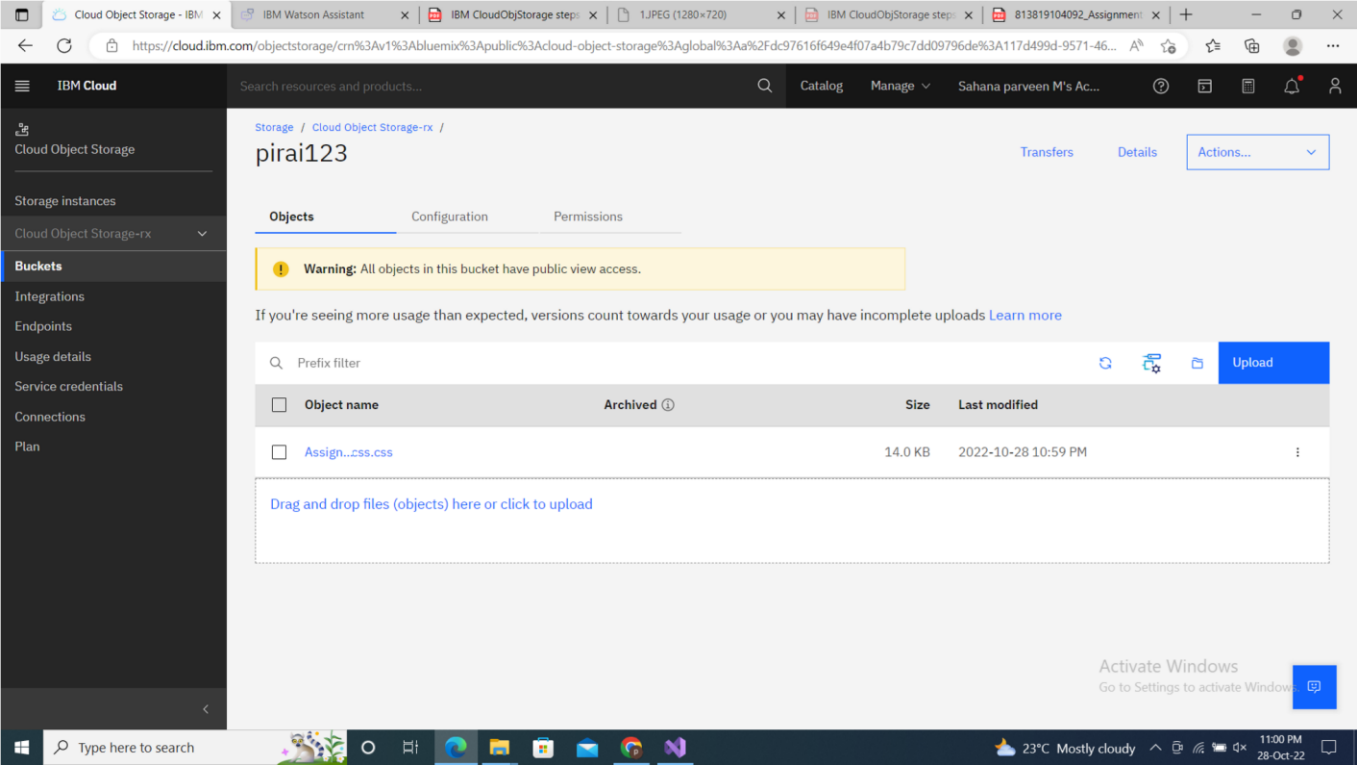 Cloud Object Storage - IBM
IBM Watson Assistant
IBM CloudObjStorage steps
1.JPEG (1280×720)
IBM CloudObjStorage steps
813819104092_Assignment
https://cloud.ibm.com/objectstorage/crn%3Av1%3Abluemix%3Apublic%3Acloud-object-storage%3Aglobal%3Aa%2Fdc97616f649e4f07a4b79c7dd09796de%3A117d499d-9571-46...
IBM Cloud
Search resources and products...
Catalog
Manage
Sahana parveen M's Ac...
Cloud Object Storage
Storage instances
Cloud Object Storage-rx
Buckets
Integrations
Endpoints
Usage details
Service credentials
Connections
Plan
Storage / Cloud Object Storage-rx /
pirai123
Transfers
Details
Actions...
Objects
Configuration
Permissions
Warning: All objects in this bucket have public view access.
If you're seeing more usage than expected, versions count towards your usage or you may have incomplete uploads Learn more
Prefix filter
Upload
Object name
Archived
Size
Last modified
Assign...css.css
14.0 KB
2022-10-28 10:59 PM
Drag and drop files (objects) here or click to upload
Activate Windows
Go to Settings to activate Windows.
Type here to search
23°C Mostly cloudy
11:00 PM
28-Oct-22